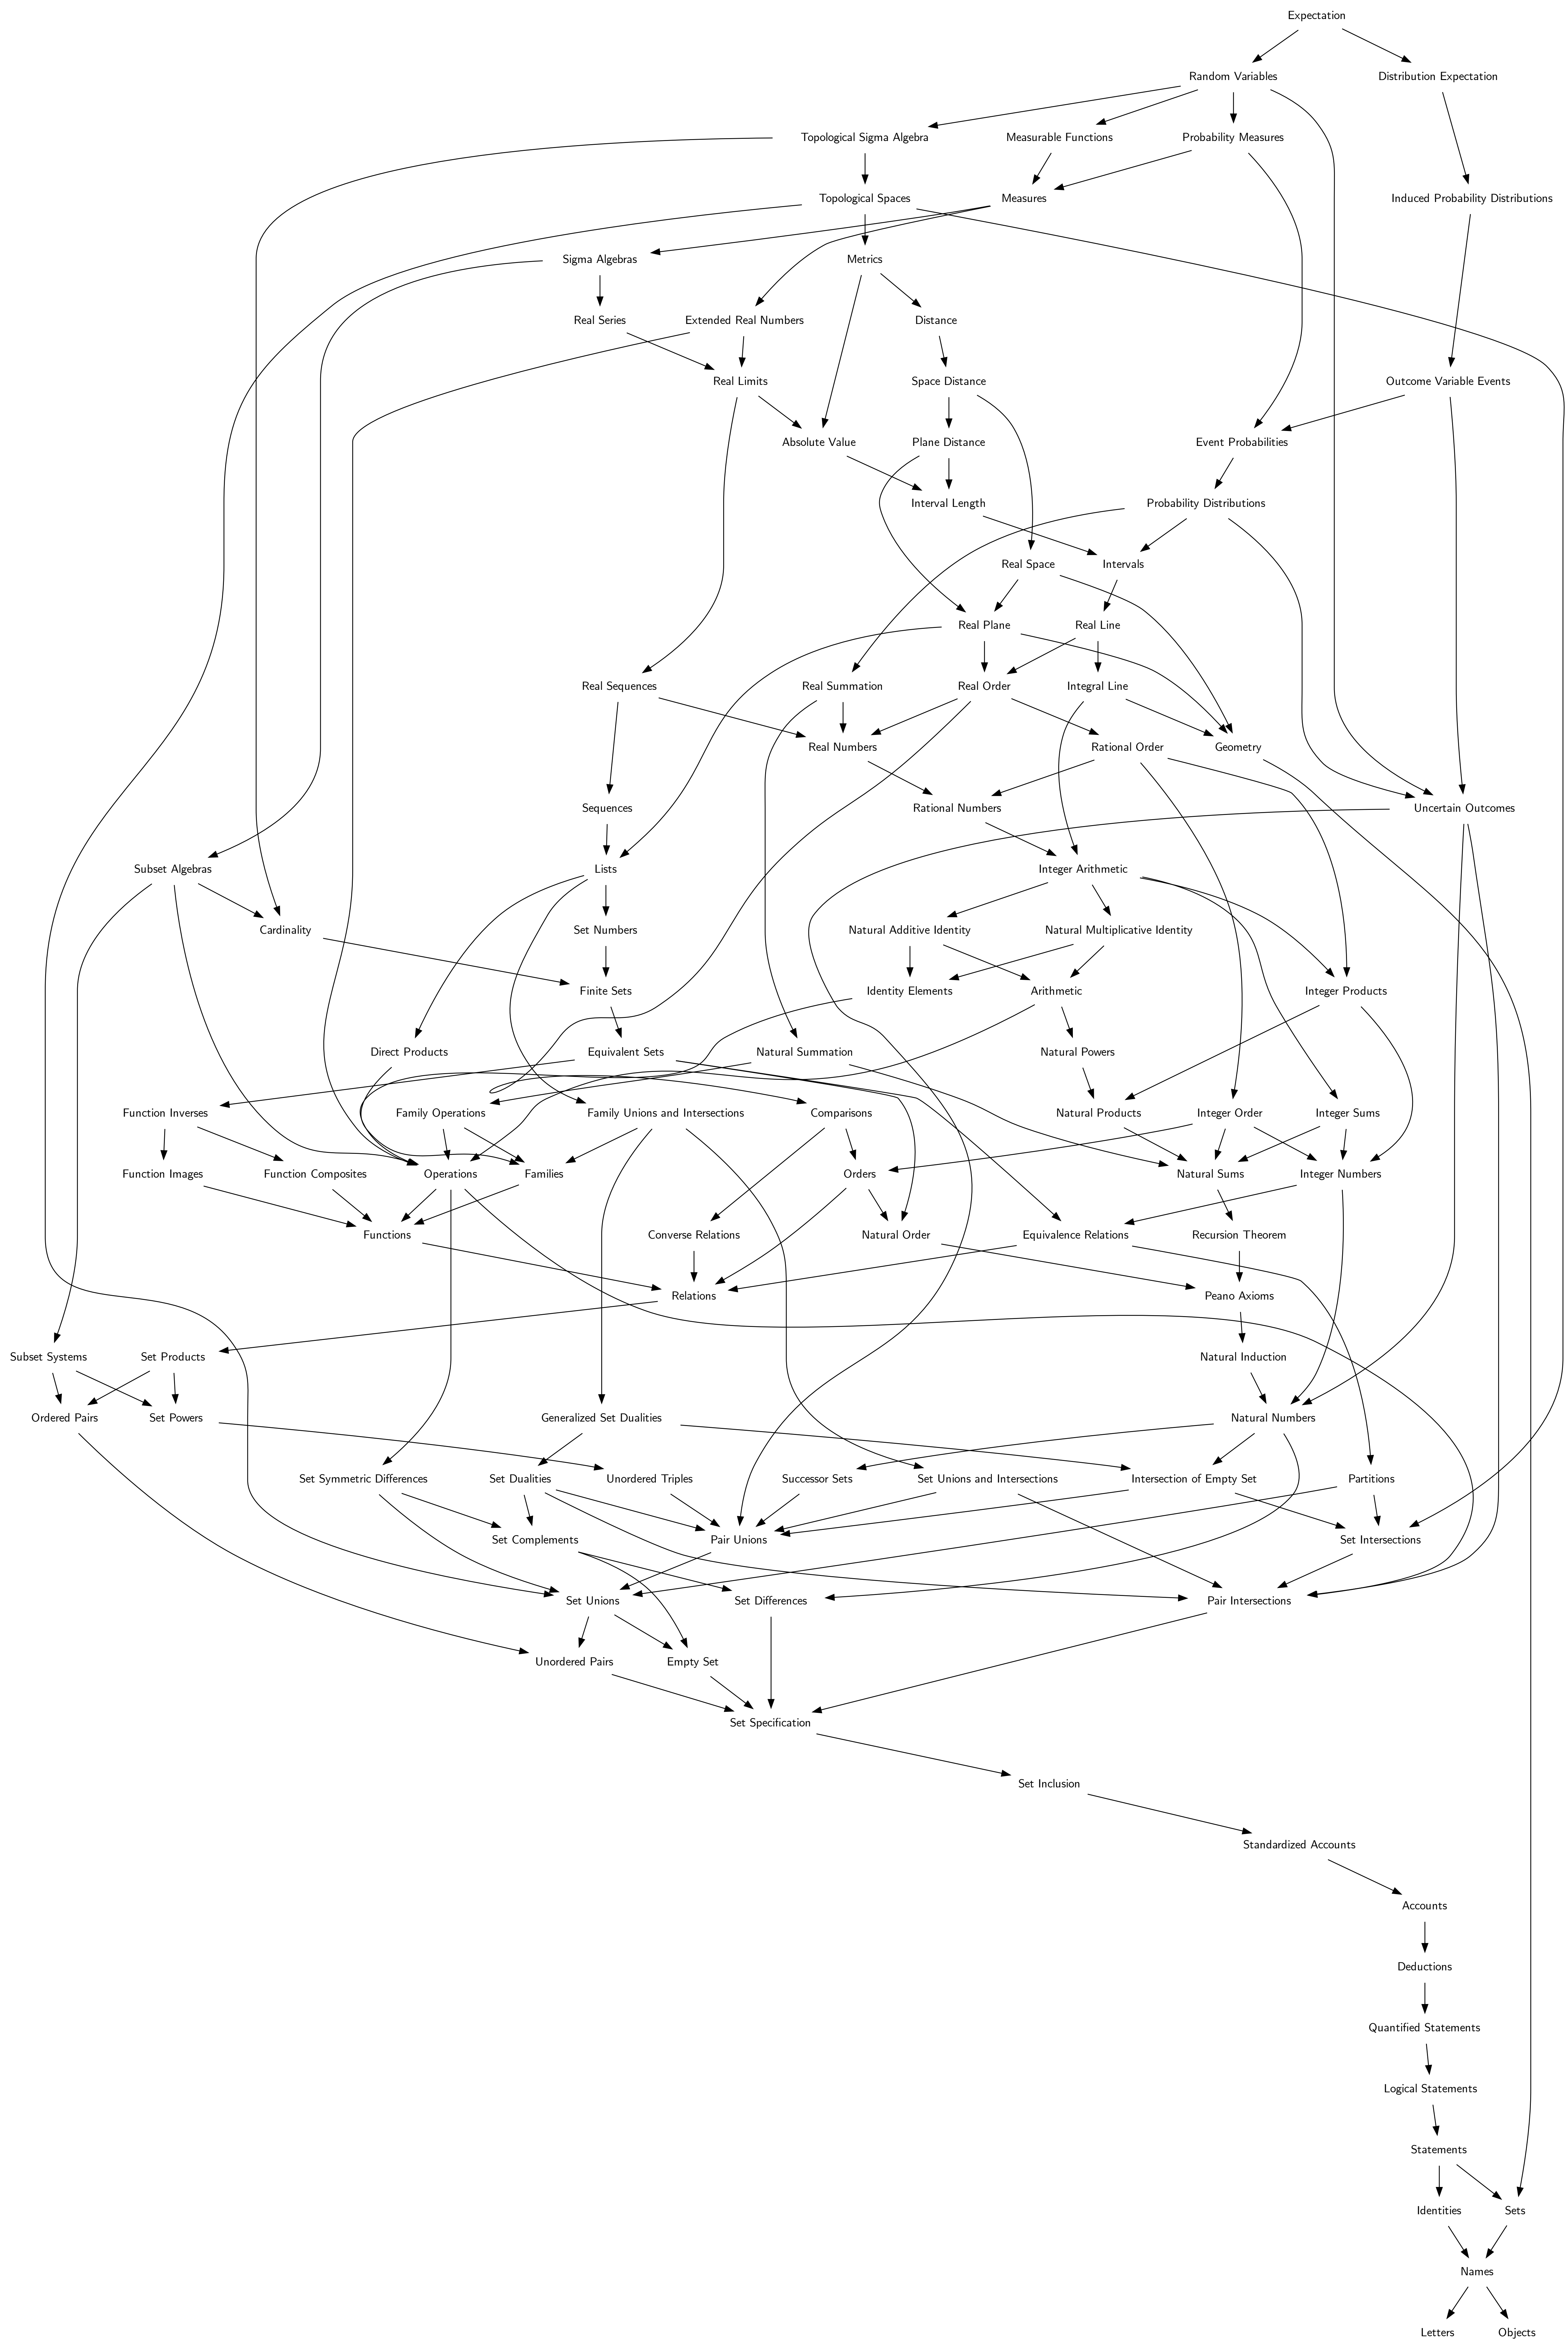 Expectation
Random Variables
Distribution Expectation
Topological Sigma Algebra
Measurable Functions
Probability Measures
Topological Spaces
Measures
Induced Probability Distributions
Sigma Algebras
Metrics
Real Series
Extended Real Numbers
Distance
Real Limits
Space Distance
Outcome Variable Events
Absolute Value
Plane Distance
Event Probabilities
Interval Length
Probability Distributions
Real Space
Intervals
Real Plane
Real Line
Real Sequences
Real Summation
Real Order
Integral Line
Real Numbers
Rational Order
Geometry
Sequences
Rational Numbers
Uncertain Outcomes
Subset Algebras
Lists
Integer Arithmetic
Cardinality
Set Numbers
Natural Additive Identity
Natural Multiplicative Identity
Finite Sets
Identity Elements
Arithmetic
Integer Products
Direct Products
Equivalent Sets
Natural Summation
Natural Powers
Function Inverses
Family Operations
Family Unions and Intersections
Comparisons
Natural Products
Integer Order
Integer Sums
Function Images
Function Composites
Operations
Families
Orders
Natural Sums
Integer Numbers
Functions
Converse Relations
Natural Order
Equivalence Relations
Recursion Theorem
Relations
Peano Axioms
Subset Systems
Set Products
Natural Induction
Ordered Pairs
Set Powers
Generalized Set Dualities
Natural Numbers
Set Symmetric Differences
Set Dualities
Unordered Triples
Successor Sets
Set Unions and Intersections
Intersection of Empty Set
Partitions
Set Complements
Pair Unions
Set Intersections
Set Unions
Set Differences
Pair Intersections
Unordered Pairs
Empty Set
Set Specification
Set Inclusion
Standardized Accounts
Accounts
Deductions
Quantified Statements
Logical Statements
Statements
Identities
Sets
Names
Letters
Objects